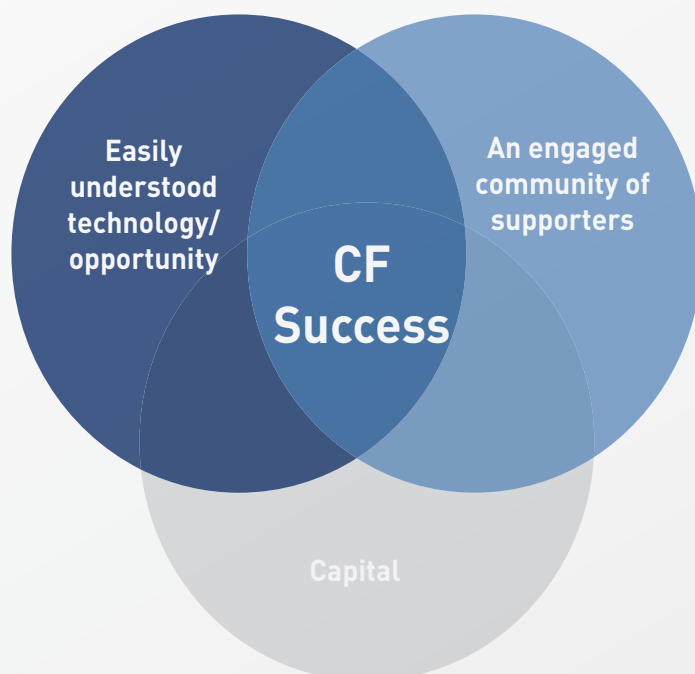 Easily
understood
technology/
opportunity
An engaged
community of
supporters
CF
Success
Capital